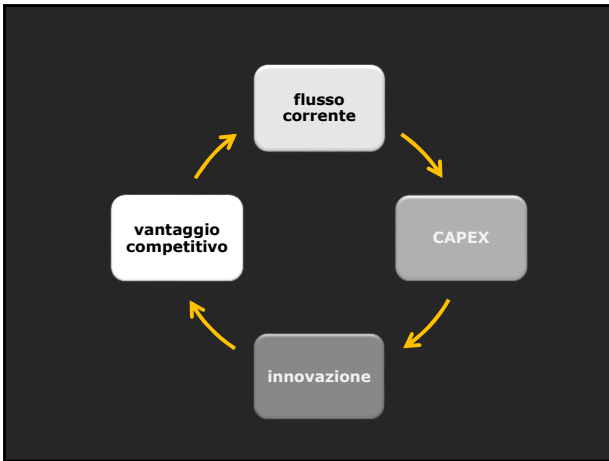 flusso
corrente
CAPEX
innovazione
vantaggio
competitivo